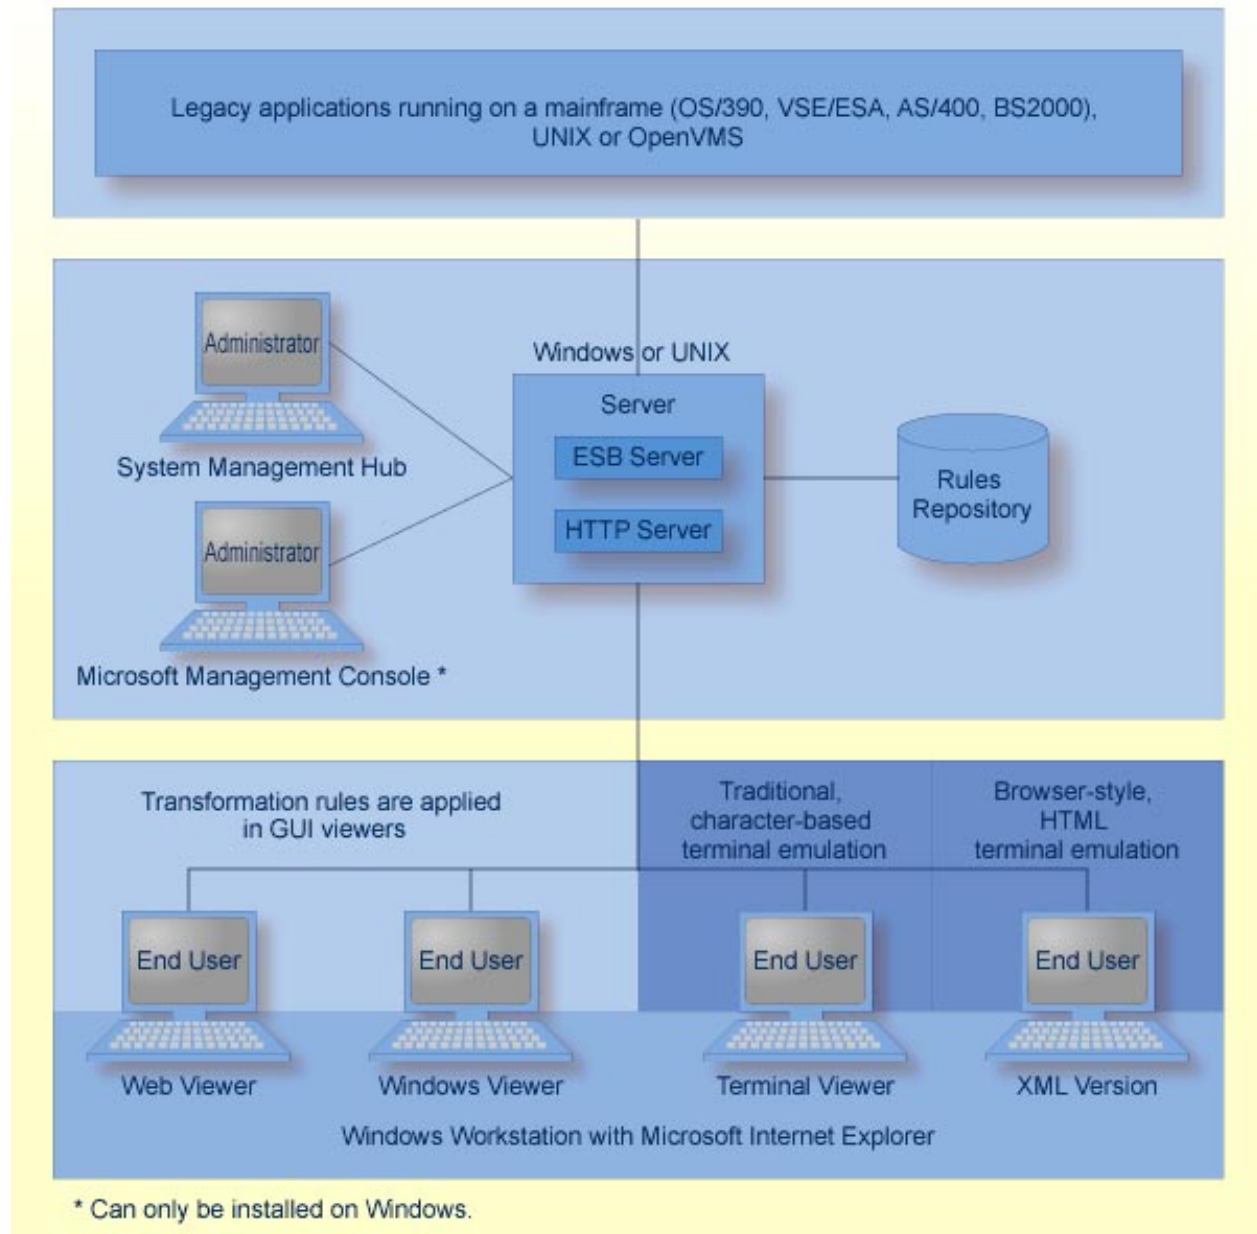 Legacy applications running on a mainframe (OS/390, VSE/ESA, AS/400, BS2000),
UNIX or OpenVMS
Administrator
System Management Hub
Administrator
Microsoft Management Console *
Windows or UNIX
Server
ESB Server
HTTP Server
Rules
Repository
Transformation rules are applied
in GUI viewers
Traditional,
character-based
terminal emulation
Browser-style,
HTML
terminal emulation
End User
End User
End User
End User
Web Viewer
Windows Viewer
Terminal Viewer
XML Version
Windows Workstation with Microsoft Internet Explorer
* Can only be installed on Windows.